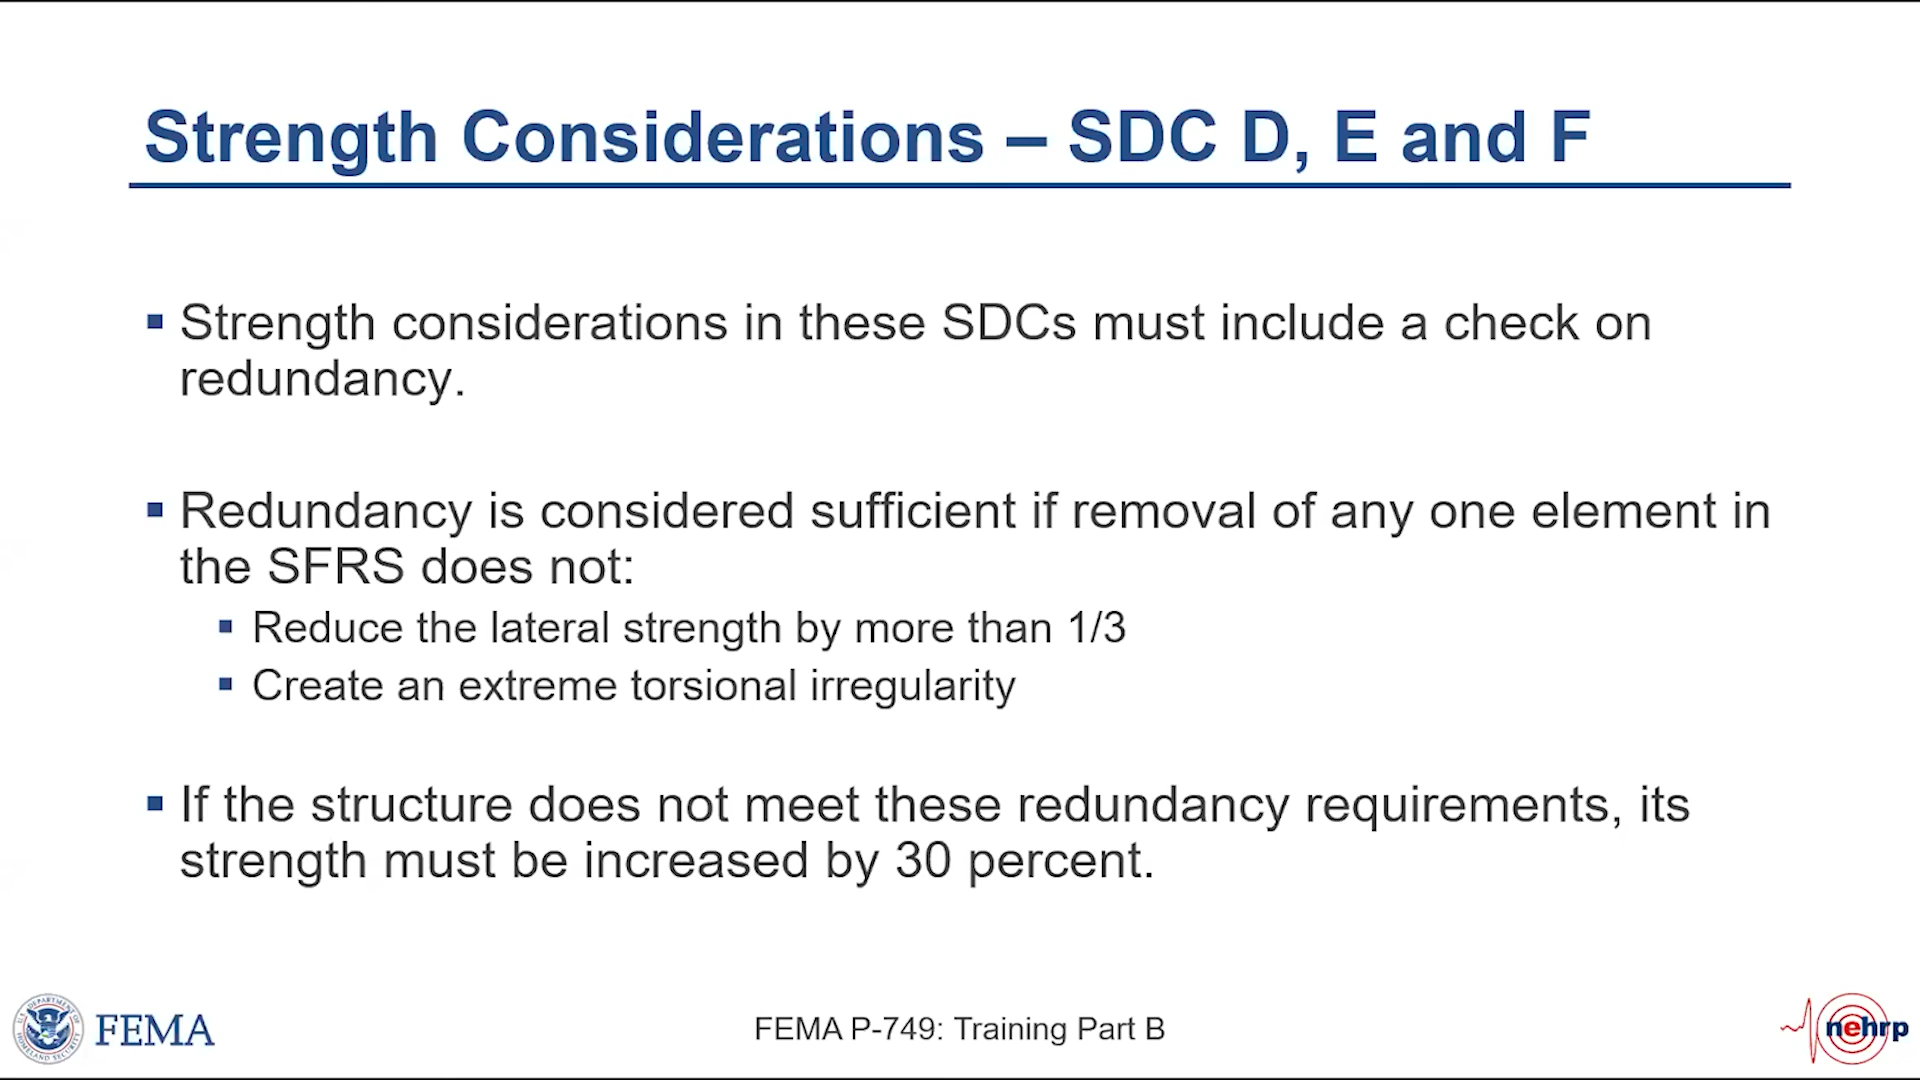 Strength Considerations – SDC D, E and F
▪ Strength considerations in these SDCs must include a check on
redundancy.
▪ Redundancy is considered sufficient if removal of any one element in
the SFRS does not:
▪ Reduce the lateral strength by more than 1/3
▪ Create an extreme torsional irregularity
▪ If the structure does not meet these redundancy requirements, its
strength must be increased by 30 percent.
FEMA
FEMA P-749: Training Part B
nehrp